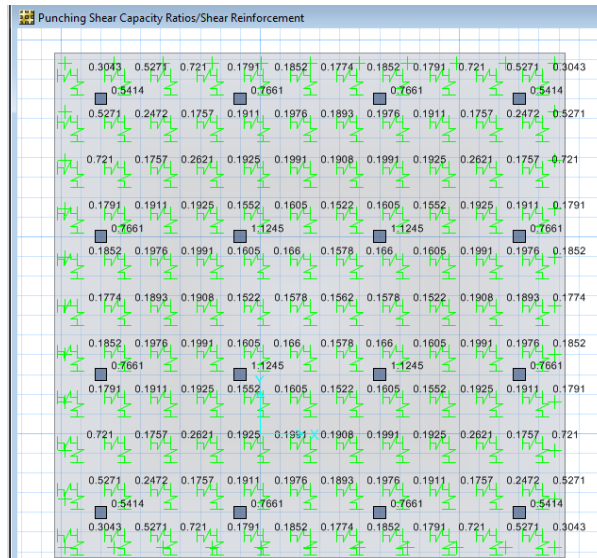 Punching Shear Capacity Ratios/Shear Reinforcement
0.3043 0.5271 0.721 0.1791 0.1852 0.1774 0.1852 0.1791 0.721 0.5271 0.3043
0.5414 0.7661 0.7661 0.5414
0.5271 0.2472 0.1757 0.1911 0.1976 0.1893 0.1976 0.1911 0.1757 0.2472 0.5271
0.721 0.1757 0.2621 0.1925 0.1991 0.1908 0.1991 0.1925 0.2621 0.1757 0.721
0.1791 0.1911 0.1925 0.1552 0.1605 0.1522 0.1605 0.1552 0.1925 0.1911 0.1791
0.7661 1.1245 1.1245 0.7661
0.1852 0.1976 0.1991 0.1605 0.166 0.1578 0.166 0.1605 0.1991 0.1976 0.1852
0.1774 0.1893 0.1908 0.1522 0.1578 0.1562 0.1578 0.1522 0.1908 0.1893 0.1774
0.1852 0.1976 0.1991 0.1605 0.166 0.1578 0.166 0.1605 0.1991 0.1976 0.1852
0.7661 1.1245 1.1245 0.7661
0.1791 0.1911 0.1925 0.1552 0.1605 0.1522 0.1605 0.1552 0.1925 0.1911 0.1791
0.721 0.1757 0.2621 0.1925 0.1991 0.1908 0.1991 0.1925 0.2621 0.1757 0.721
0.5271 0.2472 0.1757 0.1911 0.1976 0.1893 0.1976 0.1911 0.1757 0.2472 0.5271
0.5414 0.7661 0.7661 0.5414
0.3043 0.5271 0.721 0.1791 0.1852 0.1774 0.1852 0.1791 0.721 0.5271 0.3043